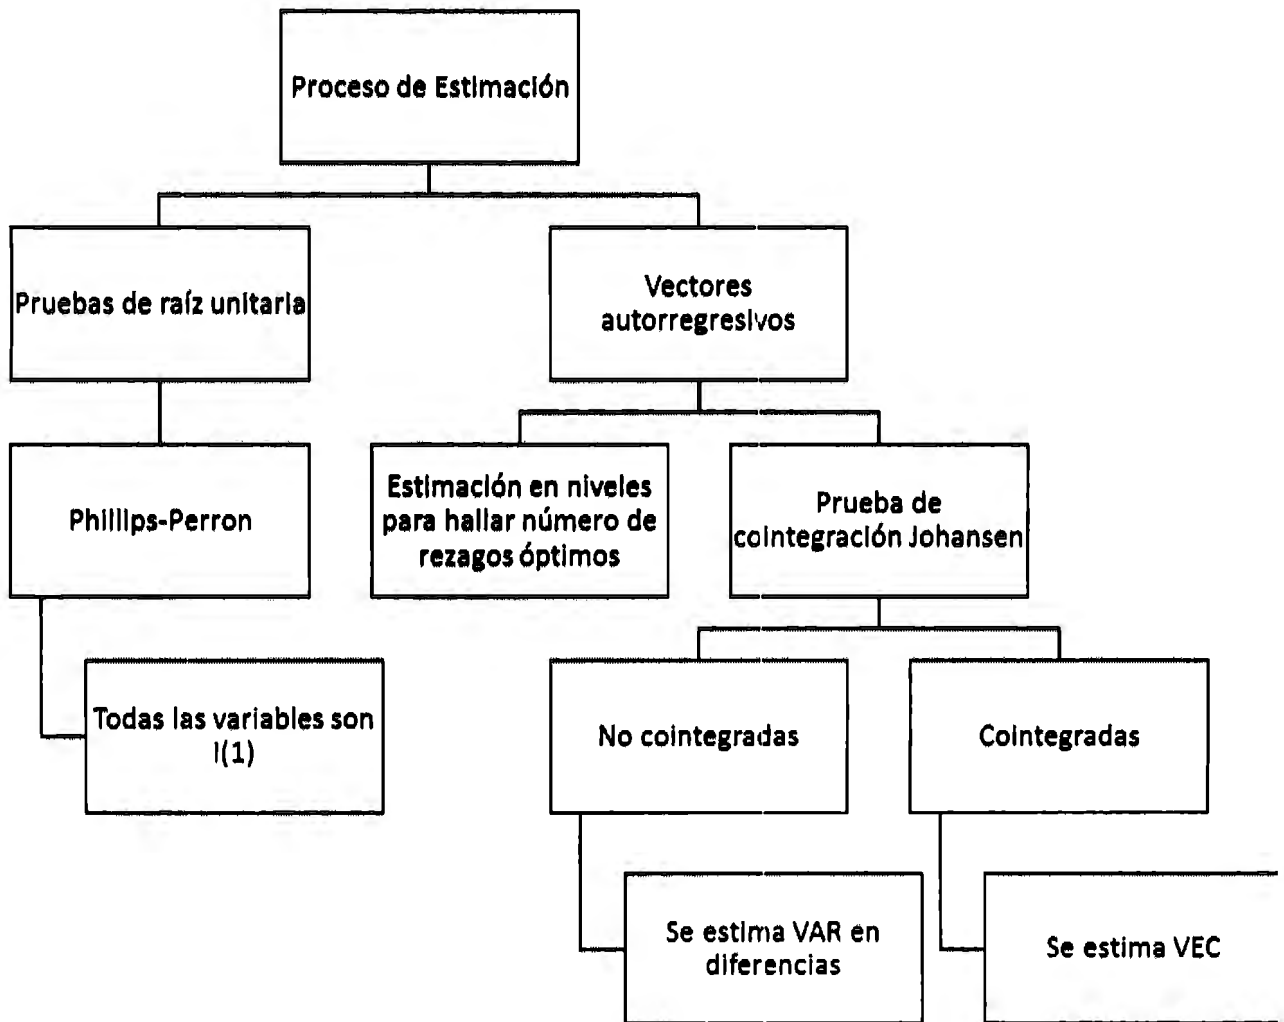 Proceso de Estimación
Pruebas de raíz unitaria
Vectores
autorregresivos
Phillips-Perron
Estimación en niveles
para hallar número de
rezagos óptimos
Prueba de
cointegración Johansen
Todas las variables son
I(1)
No cointegradas
Cointegradas
Se estima VAR en
diferencias
Se estima VEC